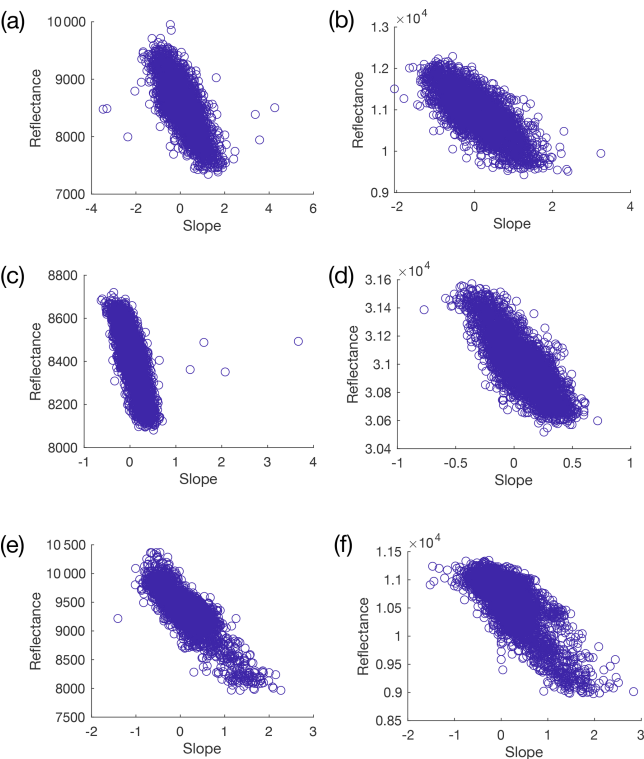 (a)
10 000
9000
8000
7000
Reflectance
-4 -2 0 2 4 6
Slope
(b)
×10⁴
1.3
1.2
1.1
1
0.9
Reflectance
-2 0 2 4
Slope
(c)
8800
8600
8400
8200
8000
Reflectance
-1 0 1 2 3 4
Slope
(d)
×10⁴
3.16
3.14
3.12
3.1
3.08
3.06
3.04
Reflectance
-1 -0.5 0 0.5 1
Slope
(e)
10 500
10 000
9500
9000
8500
8000
7500
Reflectance
-2 -1 0 1 2 3
Slope
(f)
×10⁴
1.15
1.1
1.05
1
0.95
0.9
0.85
Reflectance
-2 -1 0 1 2 3
Slope